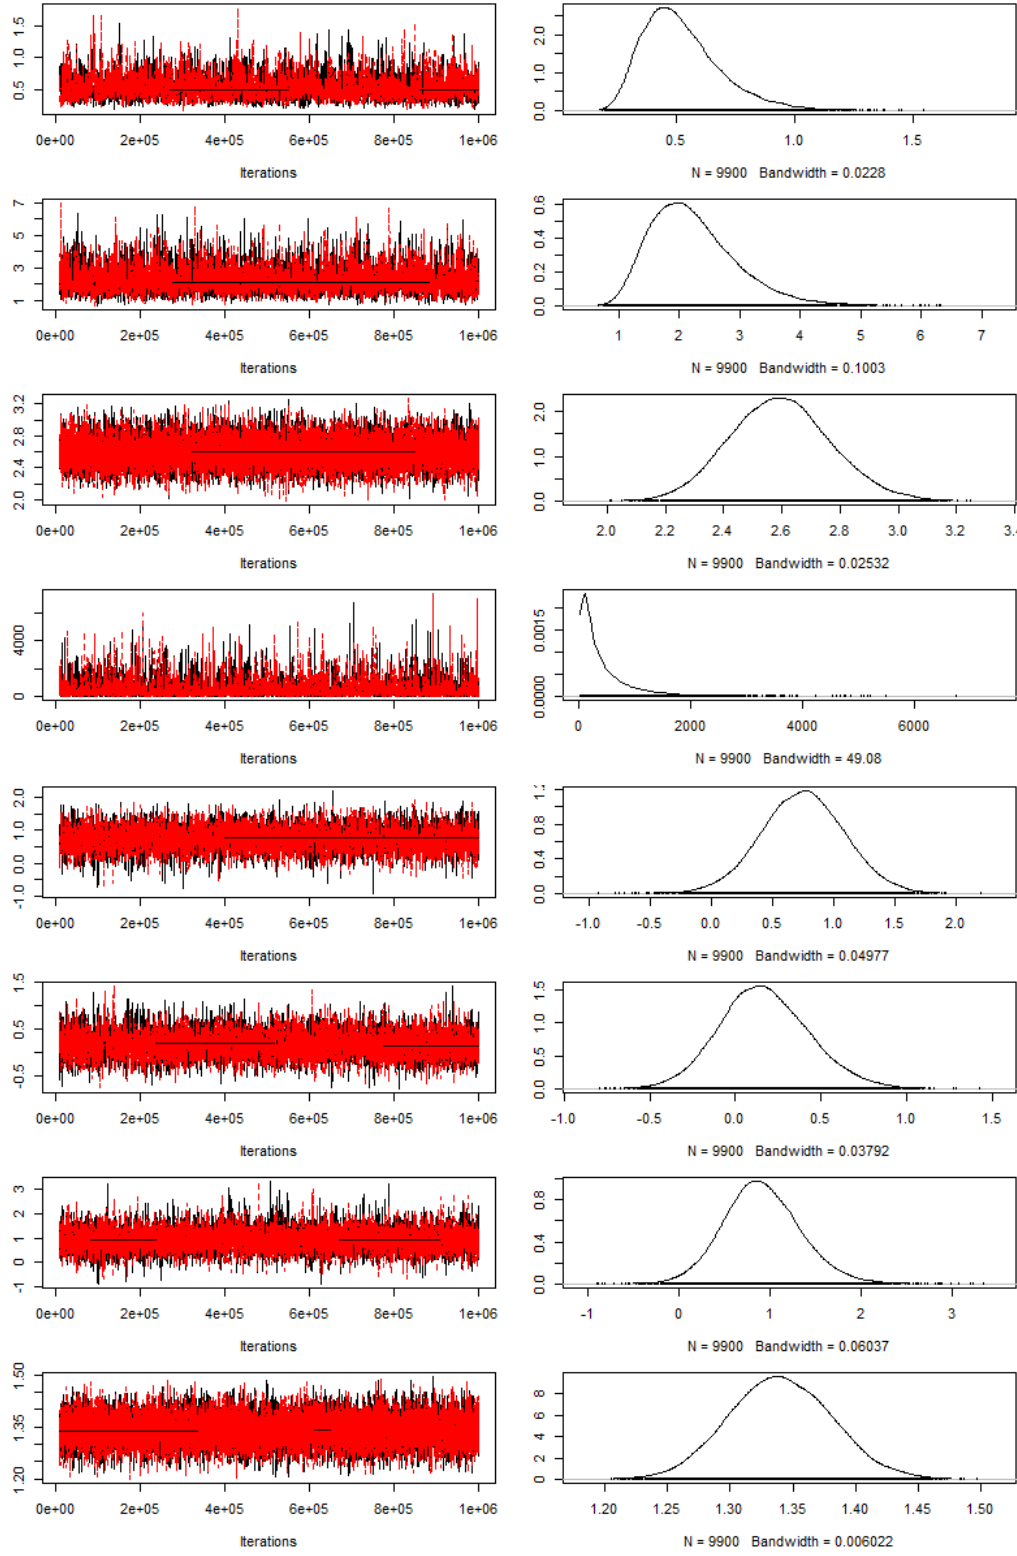 0.5 1.0 1.5
0e+00 2e+05 4e+05 6e+05 8e+05 1e+06
Iterations
0.0 1.0 2.0
0.5 1.0 1.5
N = 9900 Bandwidth = 0.0228
1 3 5 7
0e+00 2e+05 4e+05 6e+05 8e+05 1e+06
Iterations
0.0 0.2 0.4 0.6
1 2 3 4 5 6 7
N = 9900 Bandwidth = 0.1003
2.0 2.4 2.8 3.2
0e+00 2e+05 4e+05 6e+05 8e+05 1e+06
Iterations
0.0 1.0 2.0
2.0 2.2 2.4 2.6 2.8 3.0 3.2 3.4
N = 9900 Bandwidth = 0.02532
0 4000
0e+00 2e+05 4e+05 6e+05 8e+05 1e+06
Iterations
0.0000 0.0015
0 2000 4000 6000
N = 9900 Bandwidth = 49.08
-1.0 0.0 1.0 2.0
0e+00 2e+05 4e+05 6e+05 8e+05 1e+06
Iterations
0.0 0.4 0.8 1.2
-1.0 -0.5 0.0 0.5 1.0 1.5 2.0
N = 9900 Bandwidth = 0.04977
-0.5 0.5 1.5
0e+00 2e+05 4e+05 6e+05 8e+05 1e+06
Iterations
0.0 0.5 1.0 1.5
-1.0 -0.5 0.0 0.5 1.0 1.5
N = 9900 Bandwidth = 0.03792
-1 0 1 2 3
0e+00 2e+05 4e+05 6e+05 8e+05 1e+06
Iterations
0.0 0.4 0.8
-1 0 1 2 3
N = 9900 Bandwidth = 0.06037
1.20 1.35 1.50
0e+00 2e+05 4e+05 6e+05 8e+05 1e+06
Iterations
0 2 4 6 8
1.20 1.25 1.30 1.35 1.40 1.45 1.50
N = 9900 Bandwidth = 0.006022